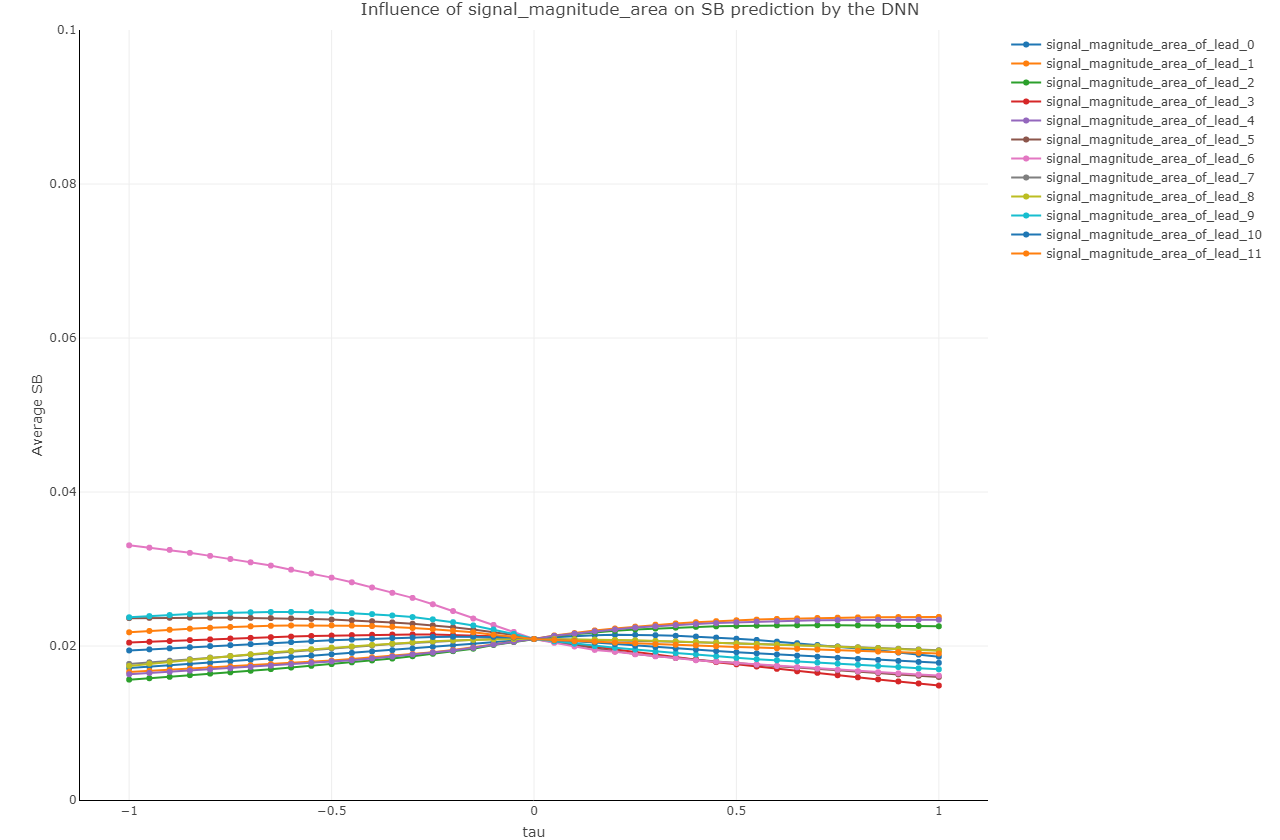 Influence of signal_magnitude_area on SB prediction by the DNN
0.1
0.08
0.06
0.04
0.02
0
Average SB
−1
−0.5
0
0.5
1
tau
signal_magnitude_area_of_lead_0
signal_magnitude_area_of_lead_1
signal_magnitude_area_of_lead_2
signal_magnitude_area_of_lead_3
signal_magnitude_area_of_lead_4
signal_magnitude_area_of_lead_5
signal_magnitude_area_of_lead_6
signal_magnitude_area_of_lead_7
signal_magnitude_area_of_lead_8
signal_magnitude_area_of_lead_9
signal_magnitude_area_of_lead_10
signal_magnitude_area_of_lead_11